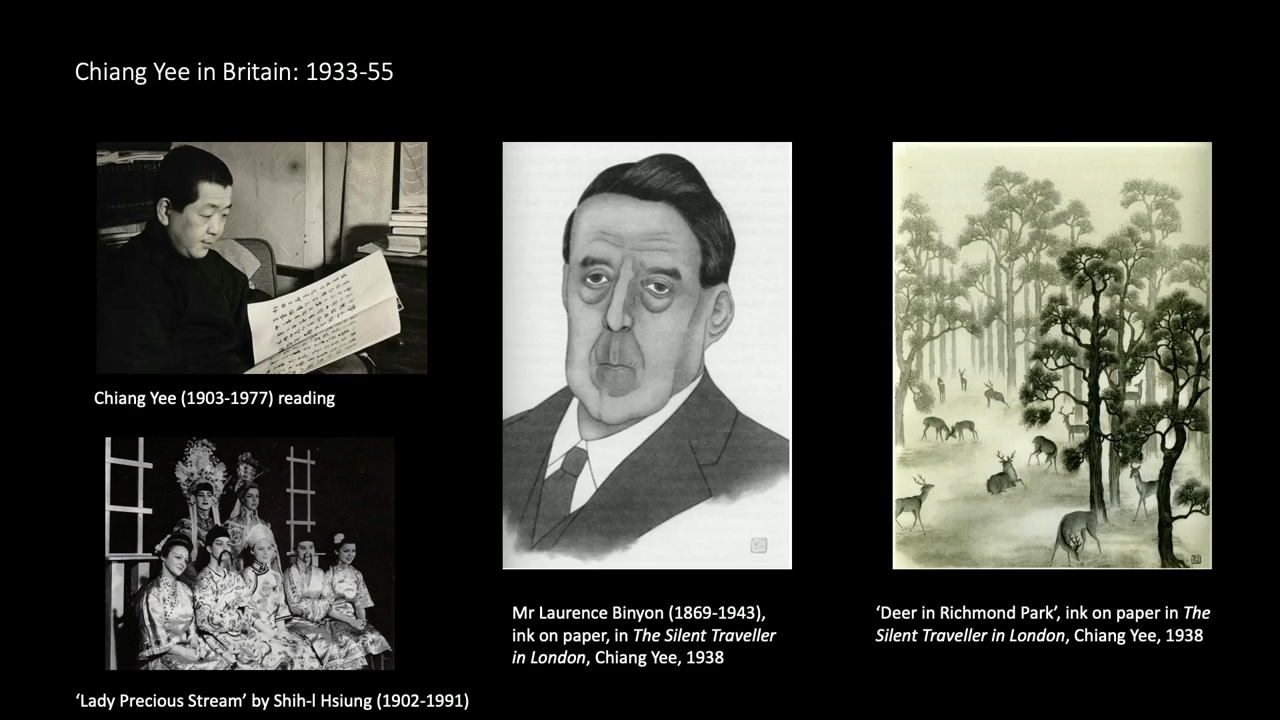 Chiang Yee in Britain: 1933-55
Chiang Yee (1903-1977) reading
‘Lady Precious Stream’ by Shih-I Hsiung (1902-1991)
Mr Laurence Binyon (1869-1943),
ink on paper, in The Silent Traveller
in London, Chiang Yee, 1938
‘Deer in Richmond Park’, ink on paper in The
Silent Traveller in London, Chiang Yee, 1938